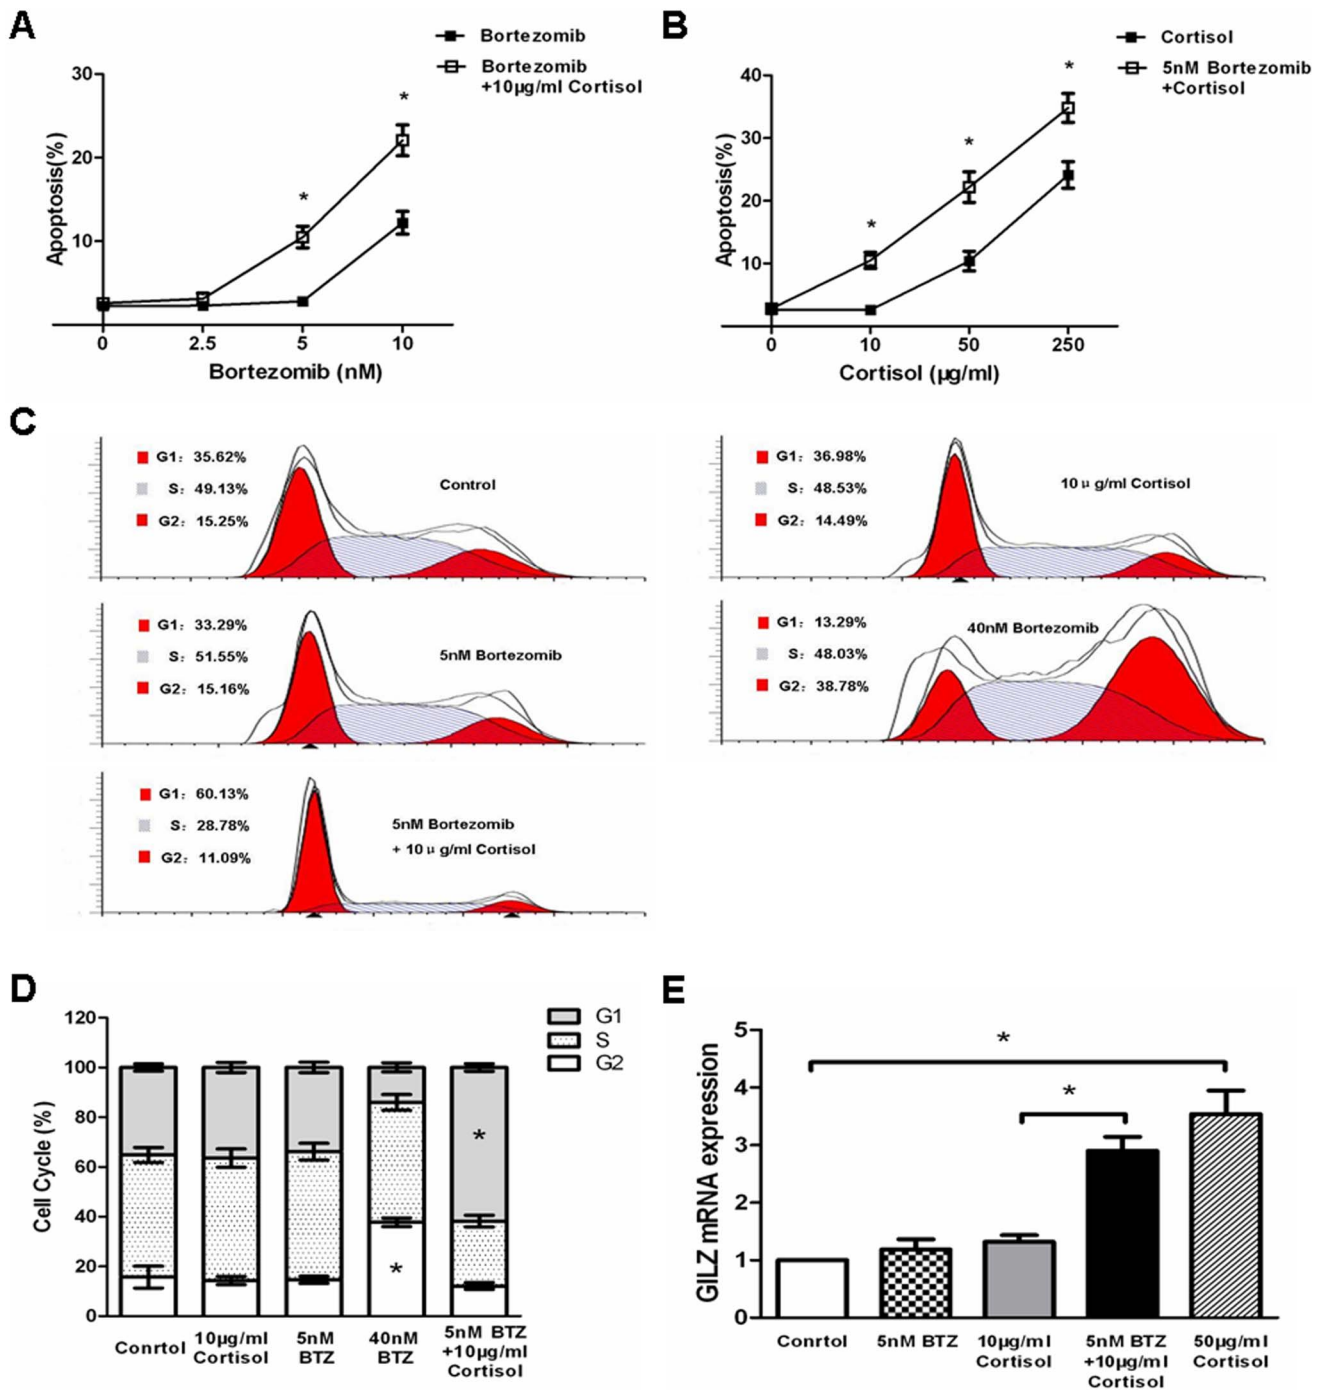 A
Bortezomib
Bortezomib
+10µg/ml Cortisol
30
20
10
Apoptosis(%)
*
*
0
2.5
5
10
Bortezomib (nM)
B
Cortisol
5nM Bortezomib
+Cortisol
40
30
20
10
Apoptosis(%)
*
*
*
0
10
50
250
Cortisol (µg/ml)
C
G1: 35.62%
S: 49.13%
G2: 15.25%
Control
G1: 36.98%
S: 48.53%
G2: 14.49%
10μg/ml Cortisol
G1: 33.29%
S: 51.55%
G2: 15.16%
5nM Bortezomib
G1: 13.29%
S: 48.03%
G2: 38.78%
40nM Bortezomib
G1: 60.13%
S: 28.78%
G2: 11.09%
5nM Bortezomib
+ 10μg/ml Cortisol
D
G1
S
G2
120
100
80
60
40
20
0
Cell Cycle (%)
*
*
Conrtol
10µg/ml
Cortisol
5nM
BTZ
40nM
BTZ
5nM BTZ
+10µg/ml
Cortisol
E
5
4
3
2
1
0
GILZ mRNA expression
*
*
Conrtol
5nM BTZ
10µg/ml
Cortisol
5nM BTZ
+10µg/ml
Cortisol
50µg/ml
Cortisol